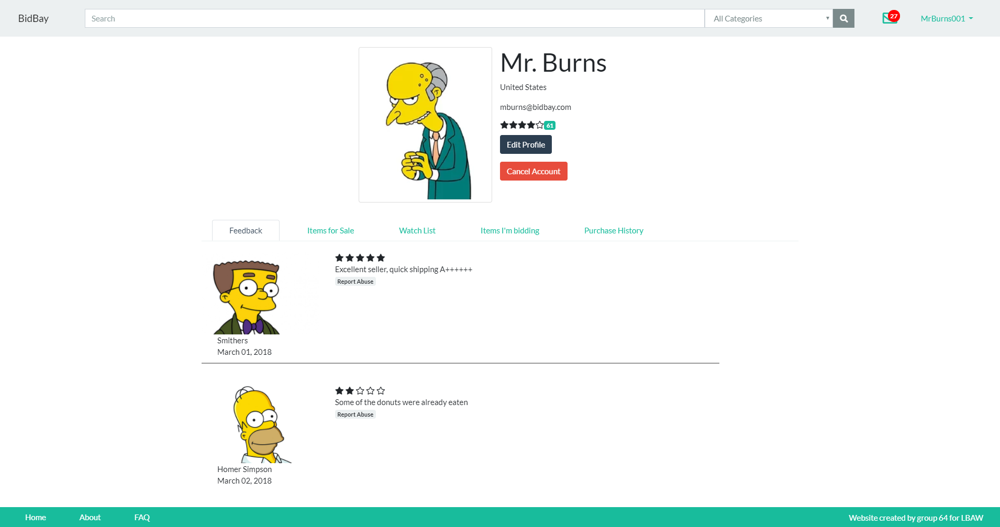 BidBay
Search
All Categories
27
MrBurns001
Mr. Burns
United States
mburns@bidbay.com
61
Edit Profile
Cancel Account
Feedback
Items for Sale
Watch List
Items I'm bidding
Purchase History
Excellent seller, quick shipping A++++++
Report Abuse
Smithers
March 01, 2018
Some of the donuts were already eaten
Report Abuse
Homer Simpson
March 02, 2018
Home
About
FAQ
Website created by group 64 for LBAW